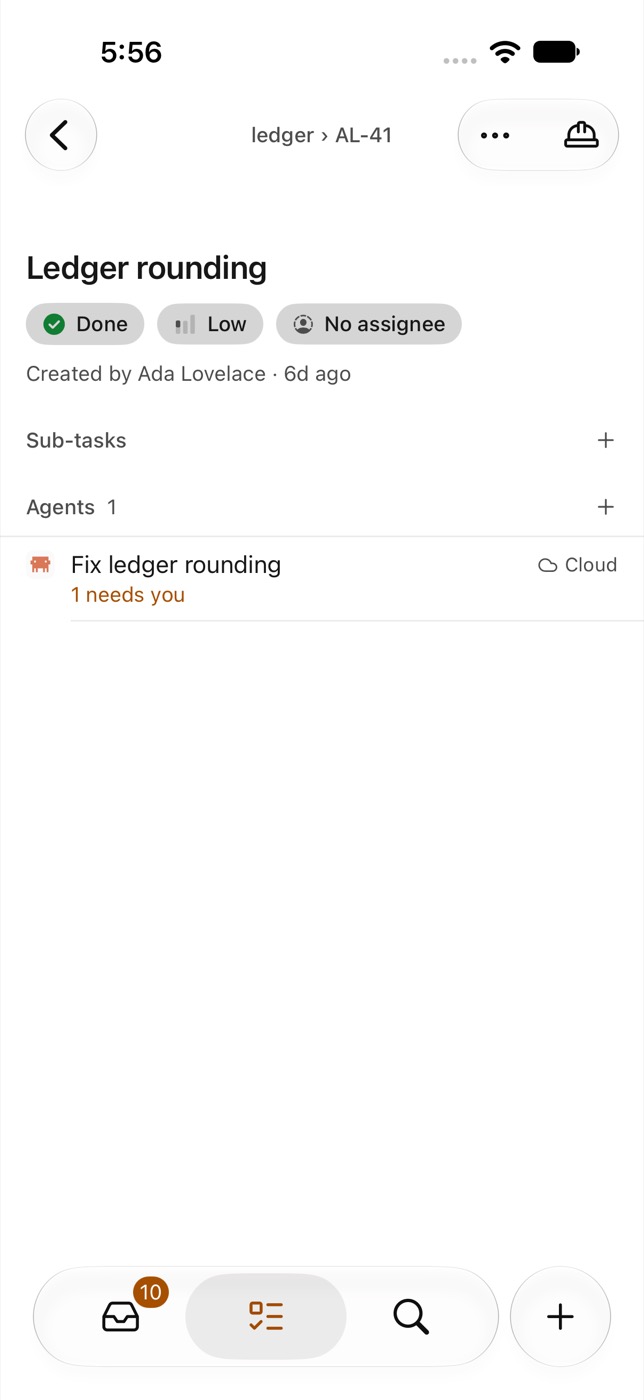 5:56
ledger › AL-41
Ledger rounding
Done
Low
No assignee
Created by Ada Lovelace · 6d ago
Sub-tasks
Agents 1
Fix ledger rounding
Cloud
1 needs you
10